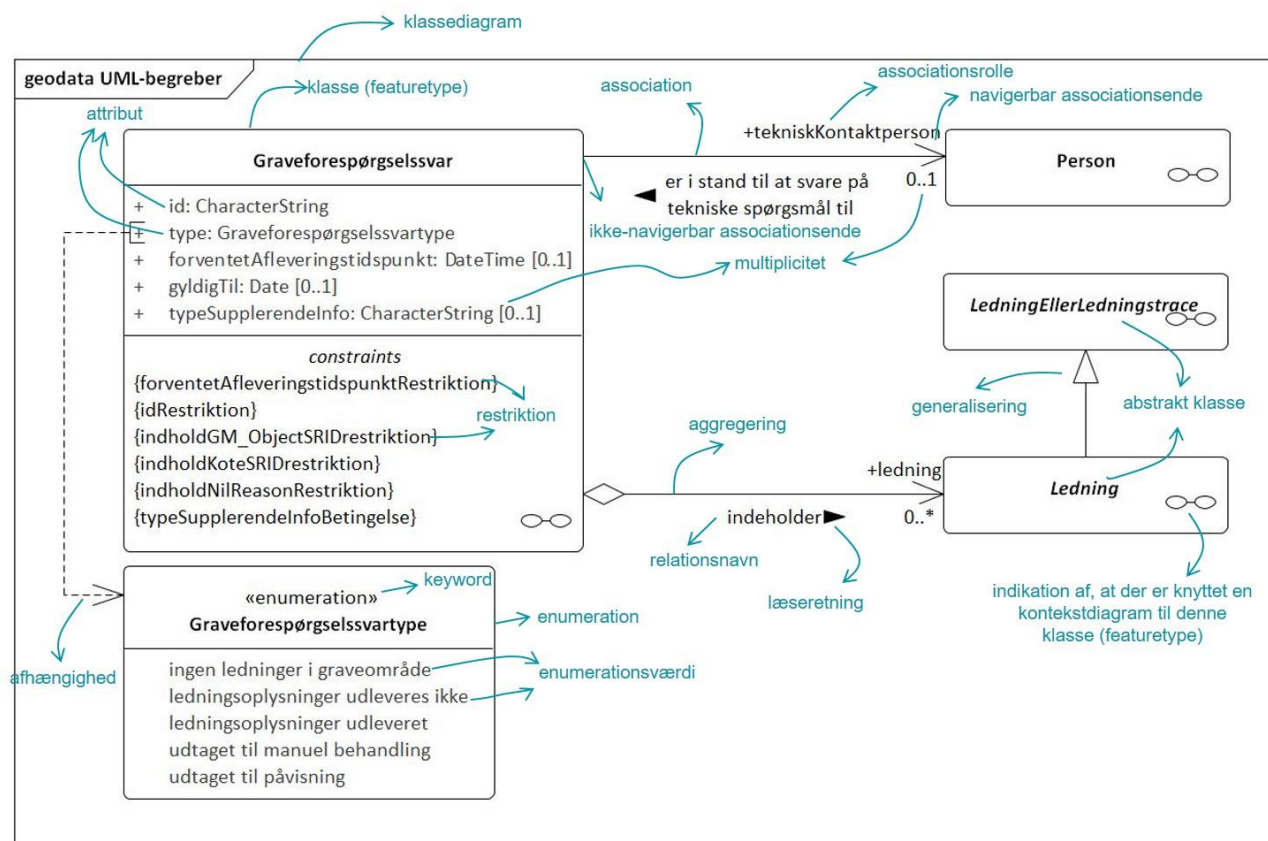 klassediagram
geodata UML-begreber
klasse (featuretype)
attribut
association
associationsrolle
navigerbar associationsende
Graveforespørgselssvar
+ id: CharacterString
+ type: Graveforespørgselssvartype
+ forventetAfleveringstidspunkt: DateTime [0..1]
+ gyldigTil: Date [0..1]
+ typeSupplerendeInfo: CharacterString [0..1]
constraints
{forventetAfleveringstidspunktRestriktion}
{idRestriktion}
{indholdGM_ObjectSRIDrestriktion}
{indholdKoteSRIDrestriktion}
{indholdNilReasonRestriktion}
{typeSupplerendeInfoBetingelse}
restriktion
+tekniskKontaktperson
0..1
er i stand til at svare på
tekniske spørgsmål til
ikke-navigerbar associationsende
multiplicitet
Person
LedningEllerLedningstrace
generalisering
abstrakt klasse
aggregering
+ledning
0..*
indeholder
relationsnavn
læseretning
Ledning
indikation af, at der er knyttet en
kontekstdiagram til denne
klasse (featuretype)
«enumeration»
Graveforespørgselssvartype
keyword
enumeration
ingen ledninger i graveområde
ledningsoplysninger udleveres ikke
ledningsoplysninger udleveret
udtaget til manuel behandling
udtaget til påvisning
enumerationsværdi
afhængighed